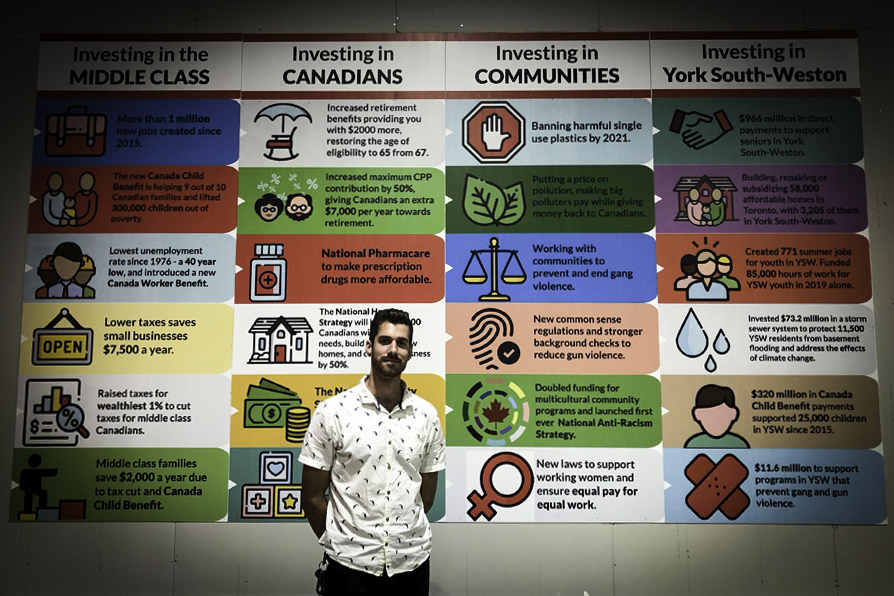 Investing in the
MIDDLE CLASS
More than 1 million
new jobs created since
2015.
The new Canada Child
Benefit is helping 9 out of 10
Canadian families and lifted
300,000 children out of
poverty.
Lowest unemployment
rate since 1976 - a 40 year
low, and introduced a new
Canada Worker Benefit.
OPEN
Lower taxes saves
small businesses
$7,500 a year.
Raised taxes for
wealthiest 1% to cut
taxes for middle class
Canadians.
Middle class families
save $2,000 a year due
to tax cut and Canada
Child Benefit.
Investing in
CANADIANS
Increased retirement
benefits providing you
with $2000 more,
restoring the age of
eligibility to 65 from 67.
Increased maximum CPP
contribution by 50%,
giving Canadians an extra
$7,000 per year towards
retirement.
National Pharmacare
to make prescription
drugs more affordable.
The National
Strategy will
Canadians
needs, build
homes, and
by 50%.
The
Investing in
COMMUNITIES
Banning harmful single
use plastics by 2021.
Putting a price on
pollution, making big
polluters pay while giving
money back to Canadians.
Working with
communities to
prevent and end gang
violence.
New common sense
regulations and stronger
background checks to
reduce gun violence.
Doubled funding for
multicultural community
programs and launched first
ever National Anti-Racism
Strategy.
New laws to support
working women and
ensure equal pay for
equal work.
Investing in
York South-Weston
$966 million in direct
payments to support
seniors in York
South-Weston.
Building, repairing or
subsidizing 58,000
affordable homes in
Toronto, with 3,205 of them
in York South-Weston.
Created 771 summer jobs
for youth in YSW. Funded
85,000 hours of work for
YSW youth in 2019 alone.
Invested $73.2 million in a storm
sewer system to protect 11,500
YSW residents from basement
flooding and address the effects
of climate change.
$320 million in Canada
Child Benefit payments
supported 25,000 children
in YSW since 2015.
$11.6 million to support
programs in YSW that
prevent gang and gun
violence.